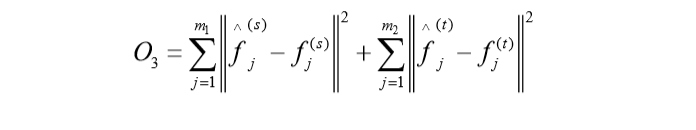 $O_3 = \sum_{j=1}^{m_1} \left\| \hat{f}_j^{(s)} - f_j^{(s)} \right\|^2 + \sum_{j=1}^{m_2} \left\| \hat{f}_j^{(t)} - f_j^{(t)} \right\|^2$